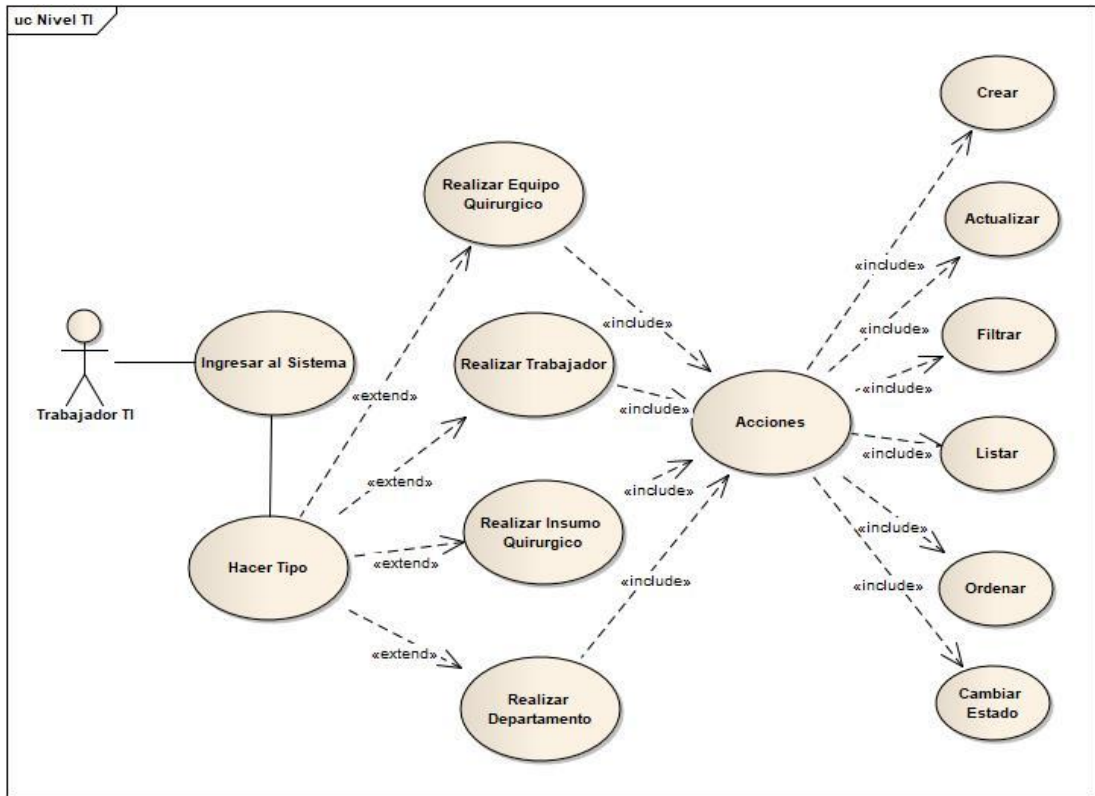 uc Nivel TI
Crear
Realizar Equipo
Quirurgico
Actualizar
«include»
«include»
«include»
Filtrar
Ingresar al Sistema
Realizar Trabajador
«include»
«extend»
«include»
Trabajador TI
Acciones
Listar
«include»
«extend»
«include»
Realizar Insumo
Quirurgico
«include»
«extend»
Hacer Tipo
«include»
«include»
Ordenar
«extend»
Realizar
Departamento
Cambiar
Estado